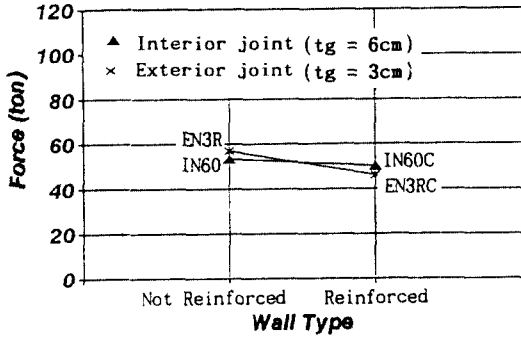 120
100
80
60
40
20
0
Force (ton)
▲ Interior joint (tg = 6cm)
× Exterior joint (tg = 3cm)
EN3R
IN60
IN60C
EN3RC
Not Reinforced
Reinforced
Wall Type